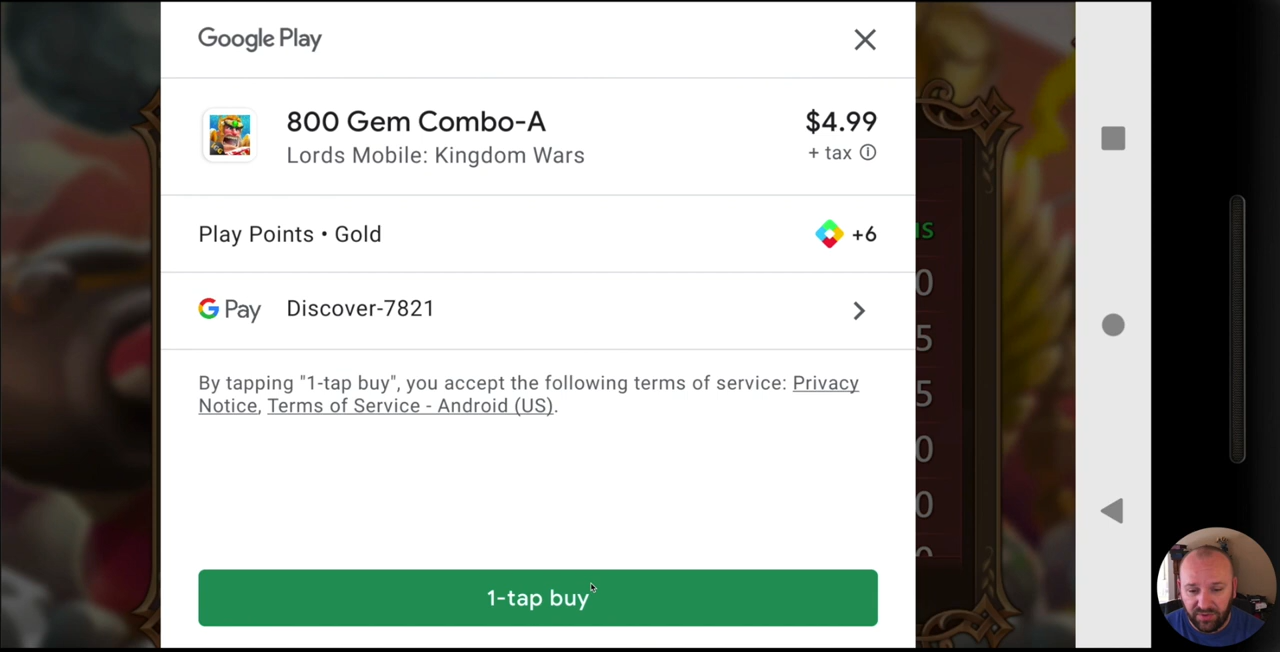 Google Play
800 Gem Combo-A
$4.99
Lords Mobile: Kingdom Wars
+ tax
Play Points • Gold
+6
G Pay Discover-7821
By tapping "1-tap buy", you accept the following terms of service: Privacy
Notice, Terms of Service - Android (US).
1-tap buy